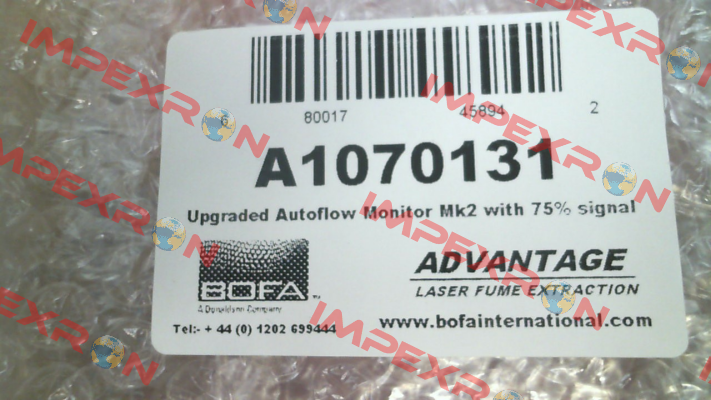 6 80017 45894 2
A1070131
Upgraded Autoflow Monitor Mk2 with 75% signal
BOFA
A Donaldson Company
ADVANTAGE
LASER FUME EXTRACTION
Tel:- + 44 (0) 1202 699444
www.bofainternational.com
IMPEXRON
IMPEXRON
IMPEXRON
IMPEXRON
IMPEXRON
IMPEXRON